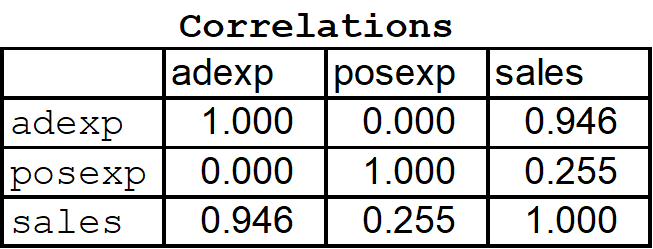 Correlations
adexp posexp sales
adexp 1.000 0.000 0.946
posexp 0.000 1.000 0.255
sales 0.946 0.255 1.000